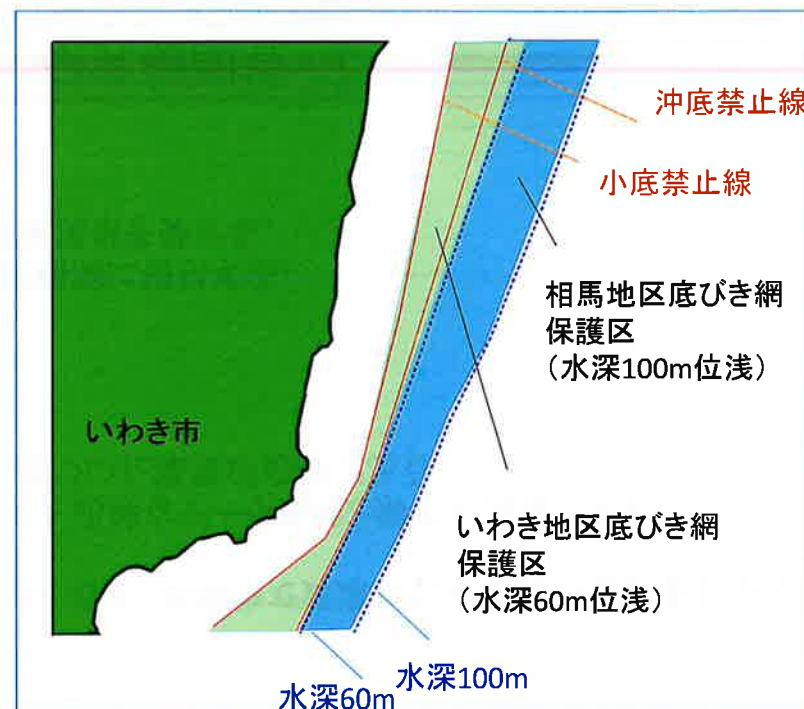 沖底禁止線
小底禁止線
相馬地区底びき網
保護区
（水深100m位浅）
いわき市
いわき地区底びき網
保護区
（水深60m位浅）
水深100m
水深60m